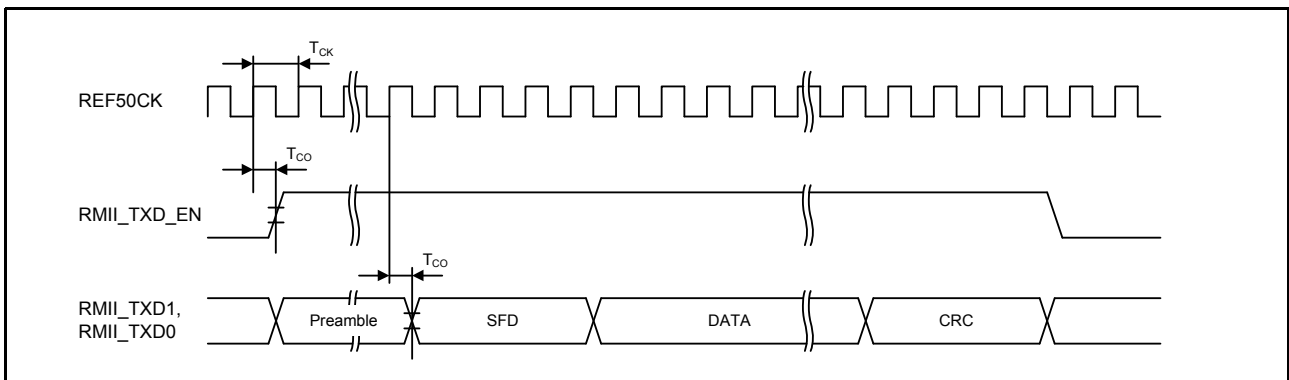 TCK
REF50CK
TCO
RMII_TXD_EN
TCO
RMII_TXD1,
RMII_TXD0
Preamble
SFD
DATA
CRC